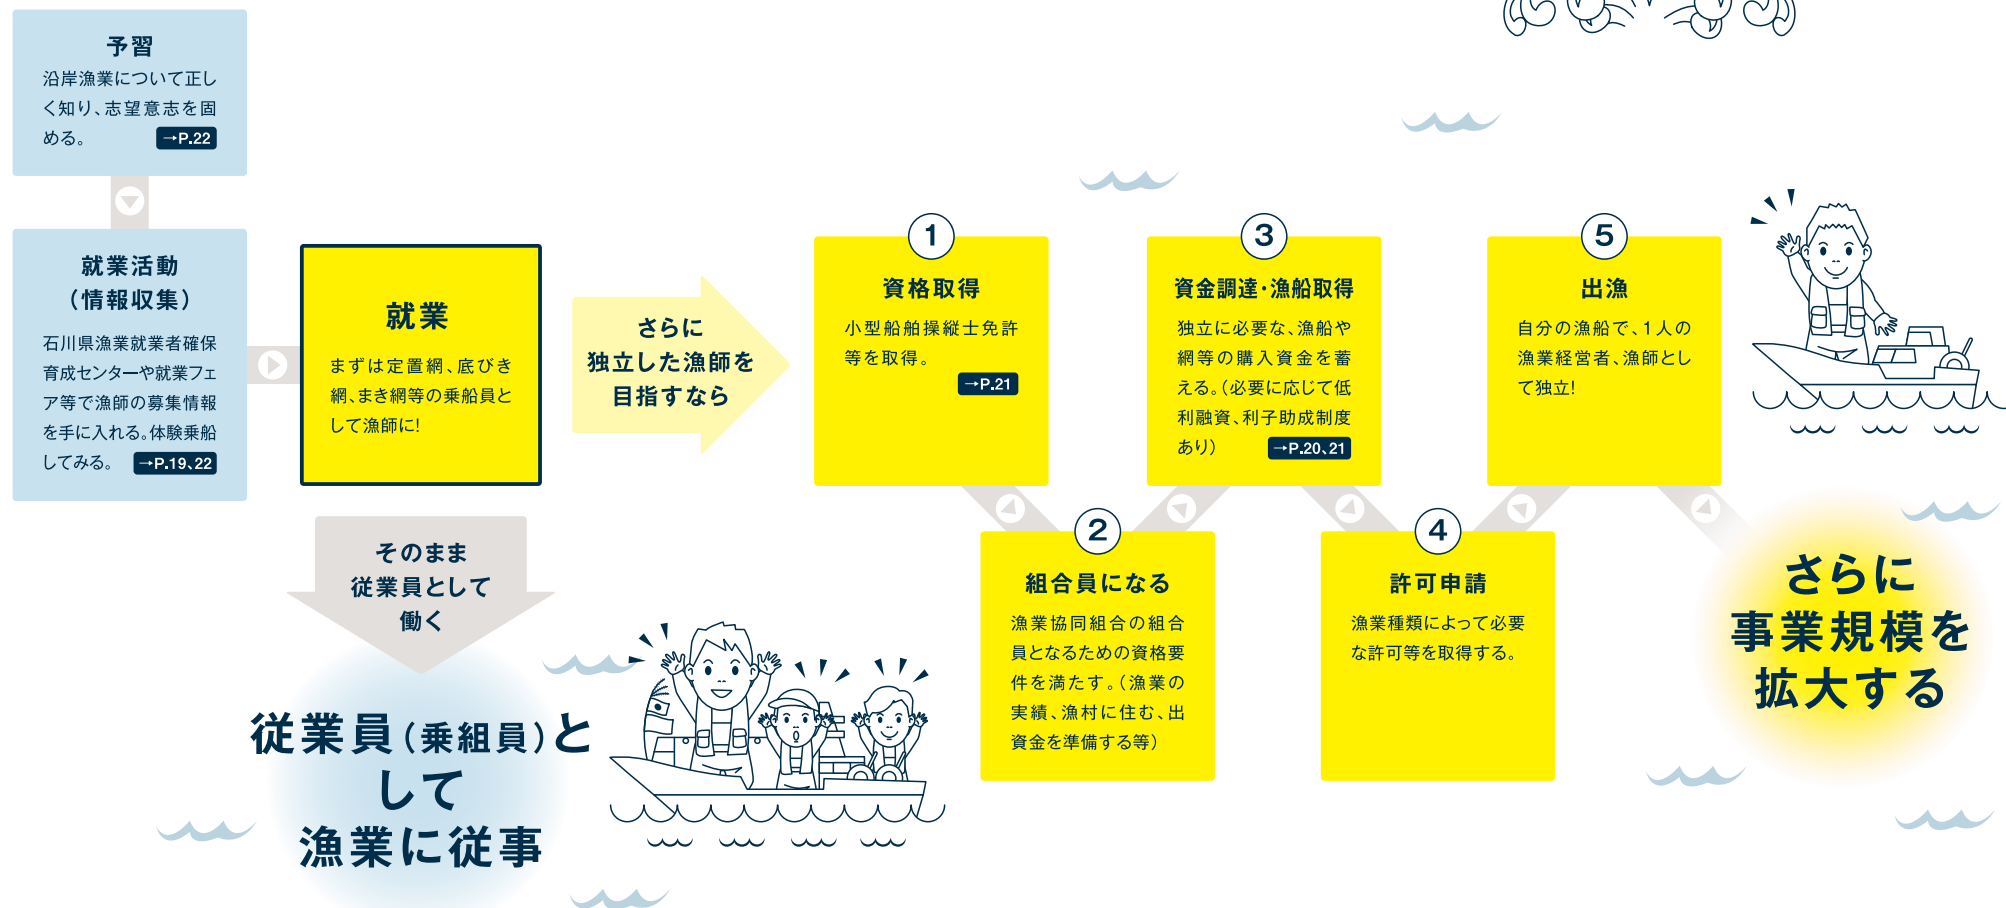 予習
沿岸漁業について正し
く知り、志望意志を固
める。 →P.22
就業活動
（情報収集）
石川県漁業就業者確保
育成センターや就業フェ
ア等で漁師の募集情報
を手に入れる。体験乗船
してみる。 →P.19、22
就業
まずは定置網、底びき
網、まき網等の乗船員と
して漁師に!
そのまま
従業員として
働く
従業員（乗組員）と
して
漁業に従事
さらに
独立した漁師を
目指すなら
1
資格取得
小型船舶操縦士免許
等を取得。
→P.21
2
組合員になる
漁業協同組合の組合
員となるための資格要
件を満たす。（漁業の
実績、漁村に住む、出
資金を準備する等）
3
資金調達・漁船取得
独立に必要な、漁船や
網等の購入資金を蓄
える。（必要に応じて低
利融資、利子助成制度
あり） →P.20、21
4
許可申請
漁業種類によって必要
な許可等を取得する。
5
出漁
自分の漁船で、1人の
漁業経営者、漁師とし
て独立!
さらに
事業規模を
拡大する